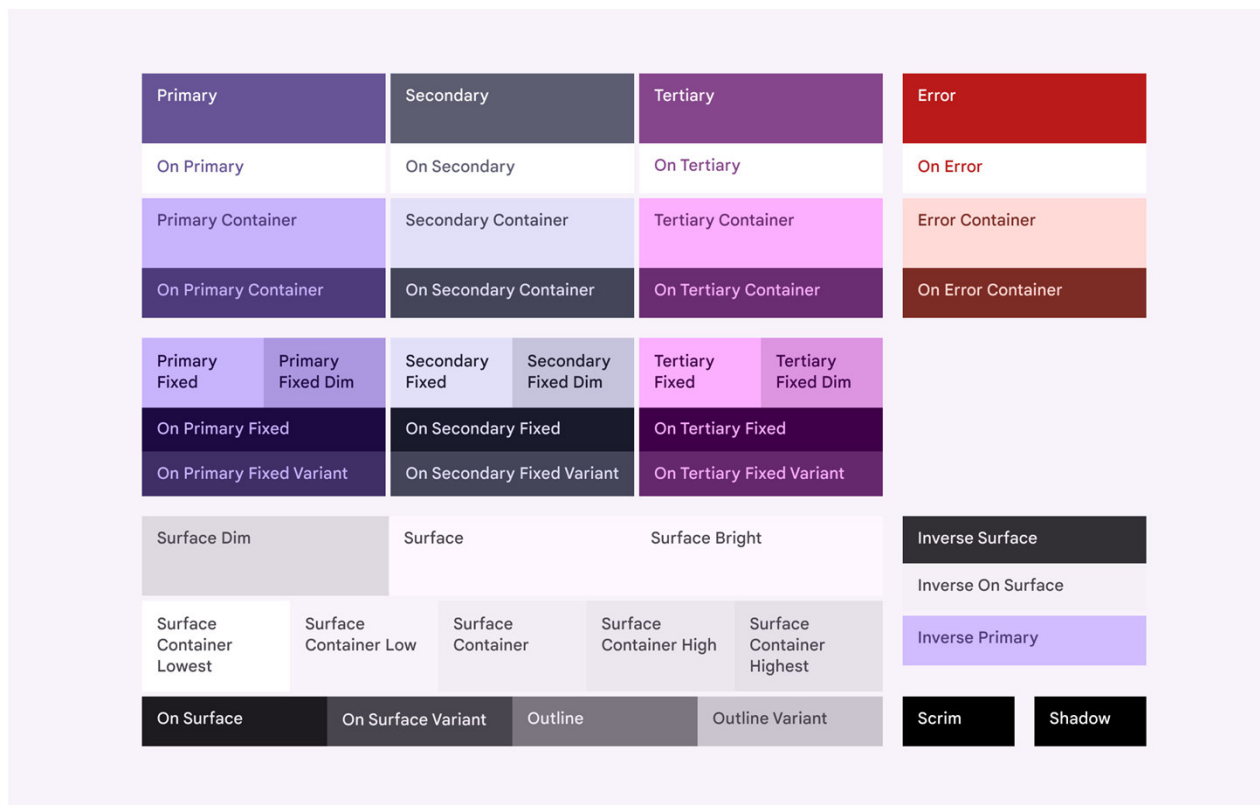 Primary
Secondary
Tertiary
Error
On Primary
On Secondary
On Tertiary
On Error
Primary Container
Secondary Container
Tertiary Container
Error Container
On Primary Container
On Secondary Container
On Tertiary Container
On Error Container
Primary
Fixed
Primary
Fixed Dim
Secondary
Fixed
Secondary
Fixed Dim
Tertiary
Fixed
Tertiary
Fixed Dim
On Primary Fixed
On Secondary Fixed
On Tertiary Fixed
On Primary Fixed Variant
On Secondary Fixed Variant
On Tertiary Fixed Variant
Surface Dim
Surface
Surface Bright
Inverse Surface
Inverse On Surface
Surface
Container
Lowest
Surface
Container Low
Surface
Container
Surface
Container High
Surface
Container
Highest
Inverse Primary
On Surface
On Surface Variant
Outline
Outline Variant
Scrim
Shadow